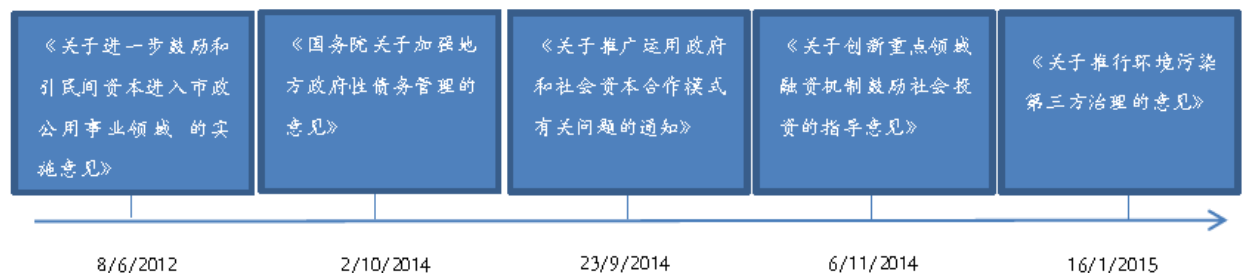 《关于进一步鼓励和
引民间资本进入市政
公用事业领域 的实
施意见》
《国务院关于加强地
方政府性债务管理的
意见》
《关于推广运用政府
和社会资本合作模式
有关问题的通知》
《关于创新重点领域
融资机制鼓励社会投
资的指导意见》
《关于推行环境污染
第三方治理的意见》
8/6/2012
2/10/2014
23/9/2014
6/11/2014
16/1/2015